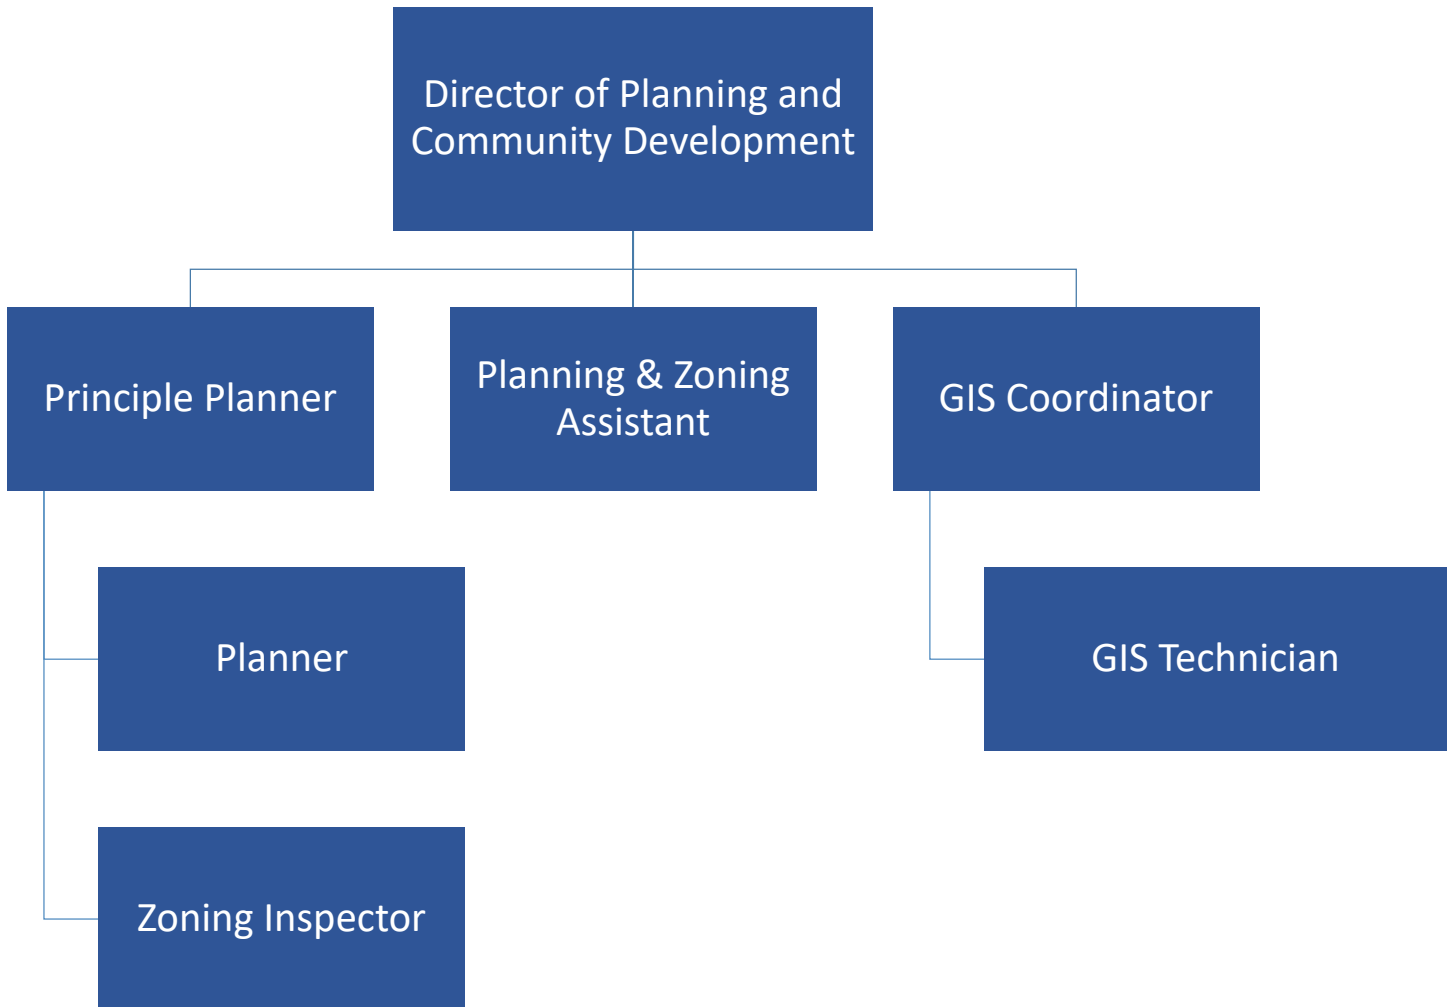 Director of Planning and
Community Development
Principle Planner
Planning & Zoning
Assistant
GIS Coordinator
Planner
GIS Technician
Zoning Inspector